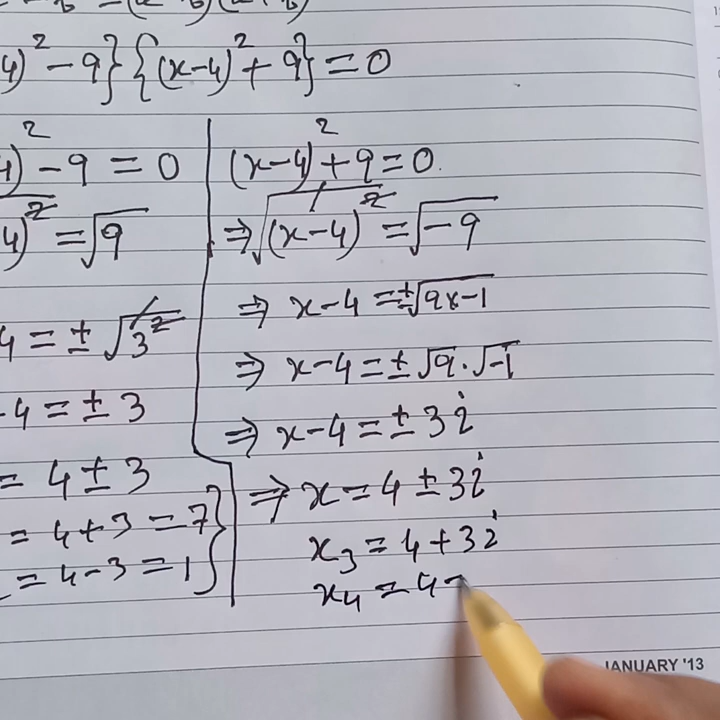 4)² - 9} {(x-4)² + 9} = 0
4)² - 9 = 0
4)² = √9
4 = ± √3²
-4 = ± 3
= 4 ± 3
= 4+3 = 7
= 4-3 = 1
(x-4)² + 9 = 0.
⇒ √(x-4)² = √-9
⇒ x-4 = ±√9x-1
⇒ x-4 = ± √9 . √-1
⇒ x-4 = ± 3i
⇒ x = 4 ± 3i
x₃ = 4+3i
x₄ = 4-
JANUARY '13